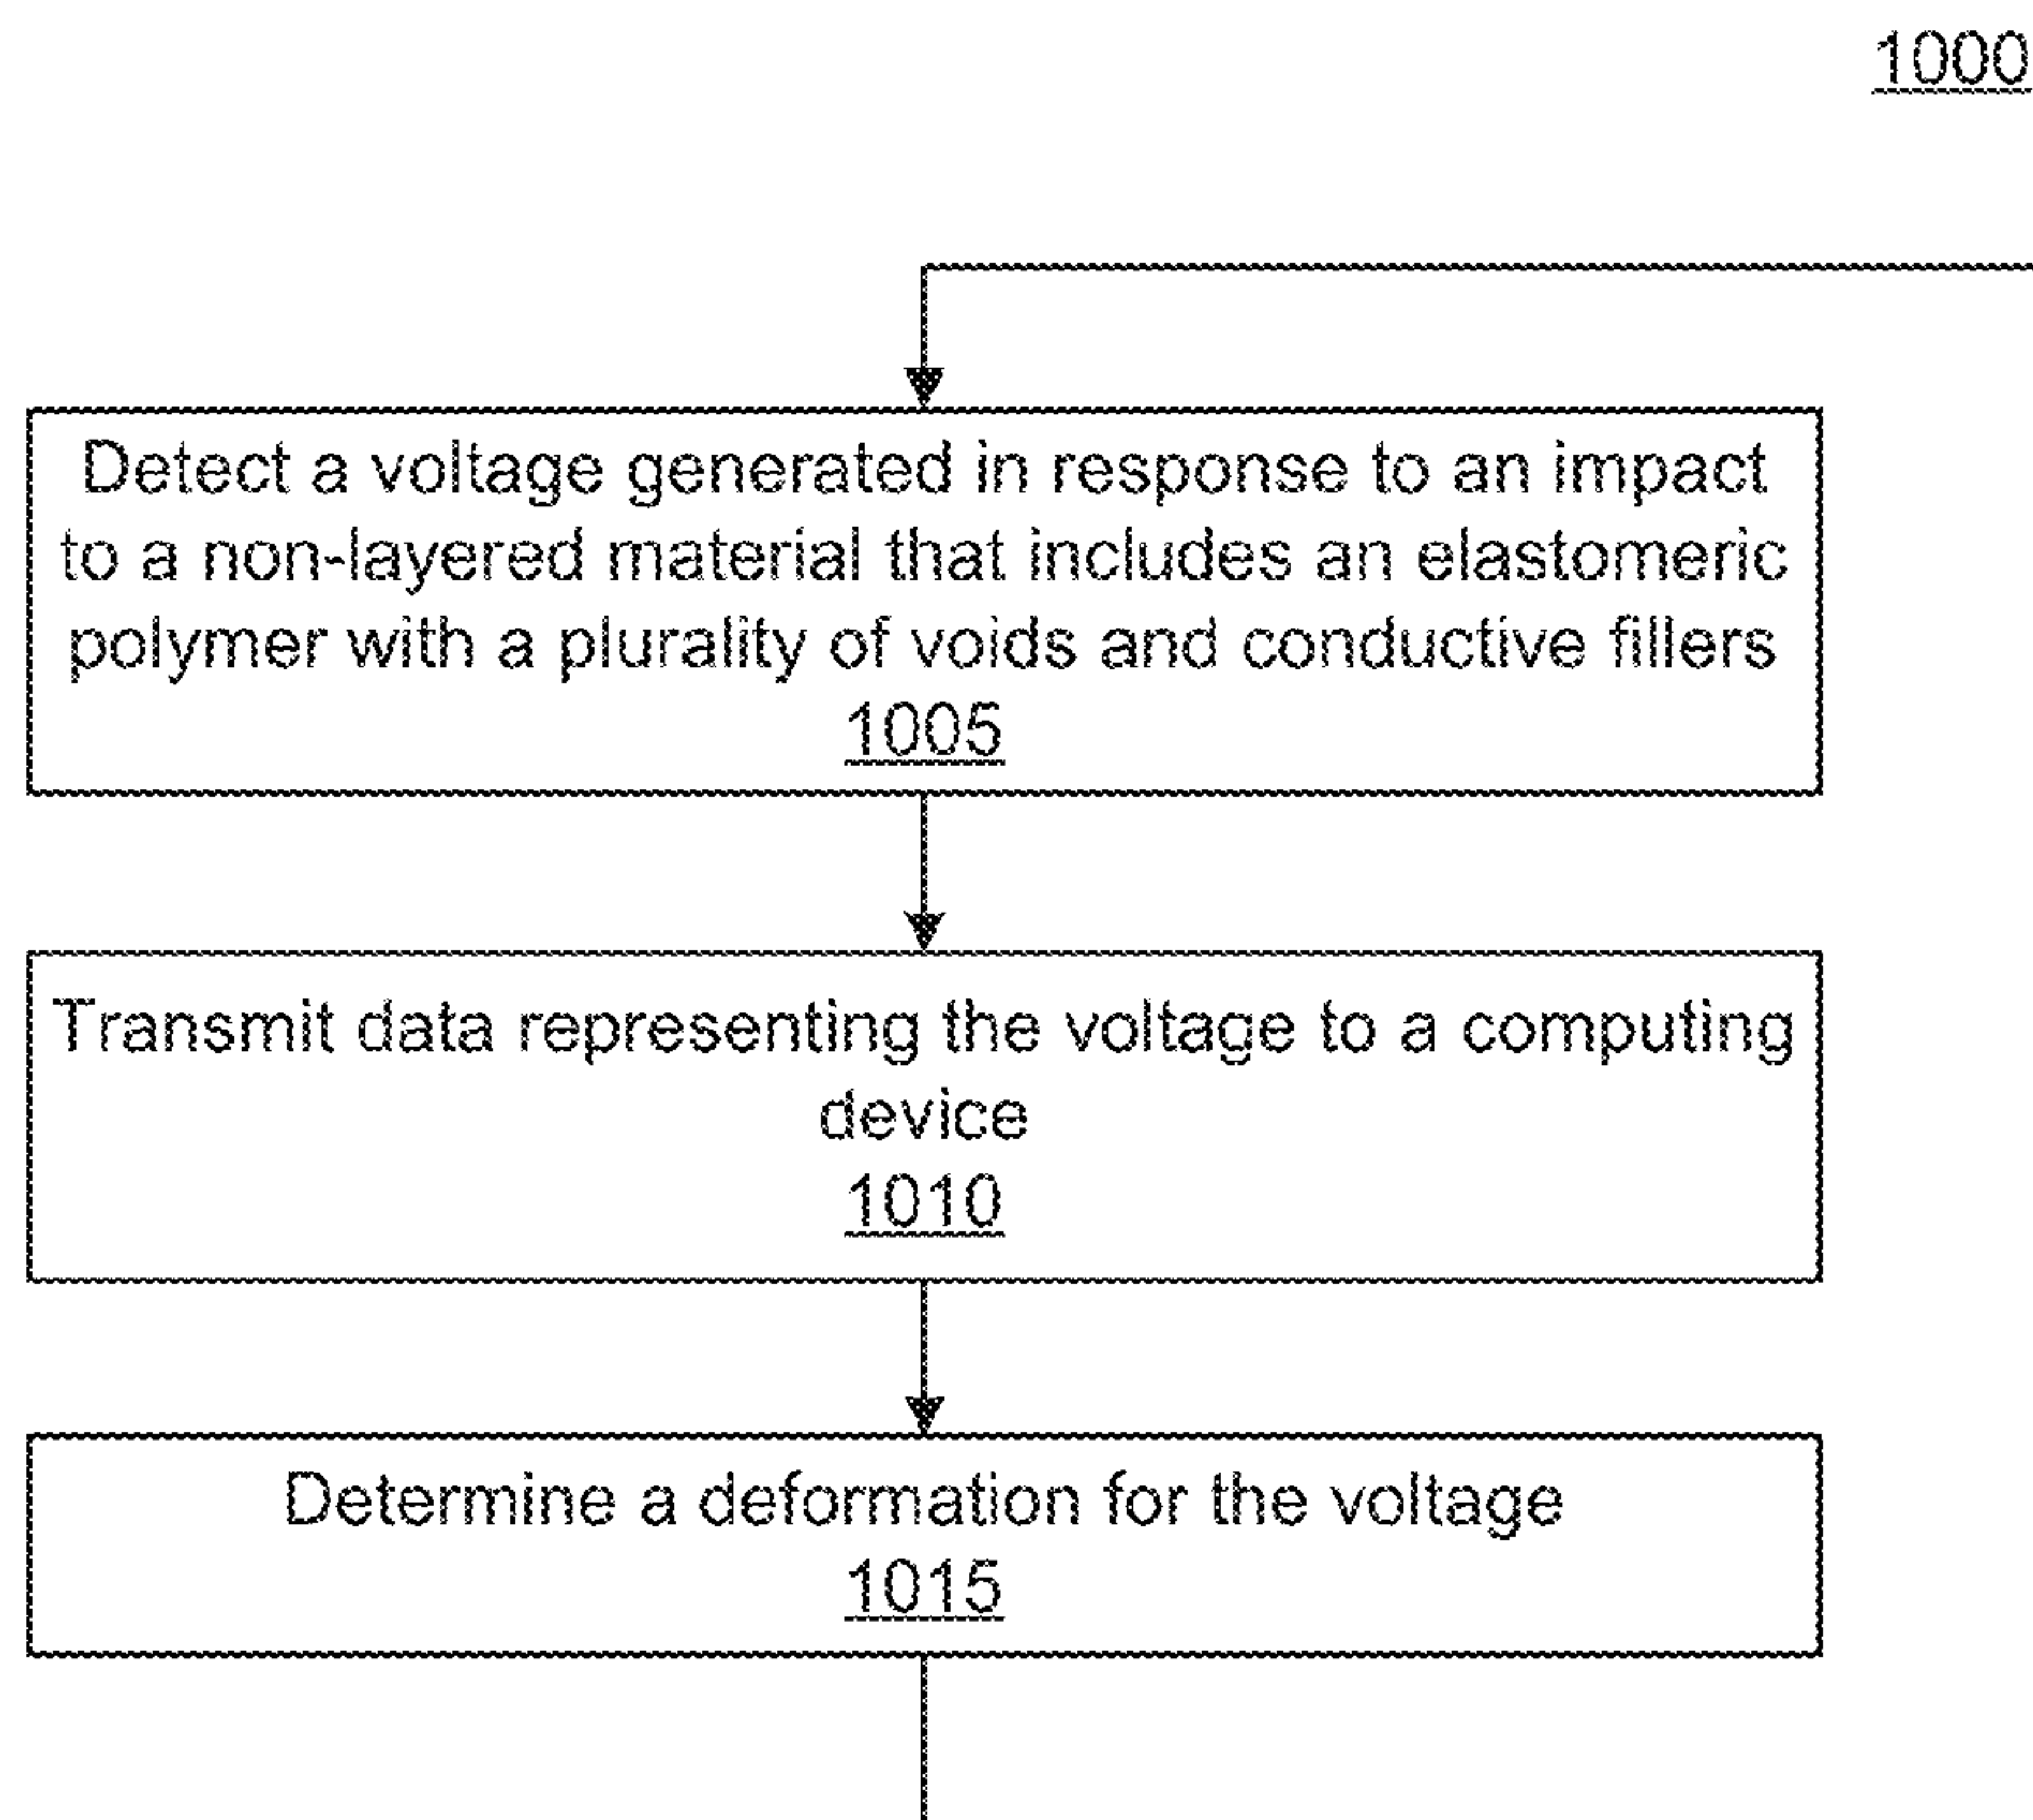 1000
Detect a voltage generated in response to an impact
to a non-layered material that includes an elastomeric
polymer with a plurality of voids and conductive fillers
1005
Transmit data representing the voltage to a computing
device
1010
Determine a deformation for the voltage
1015